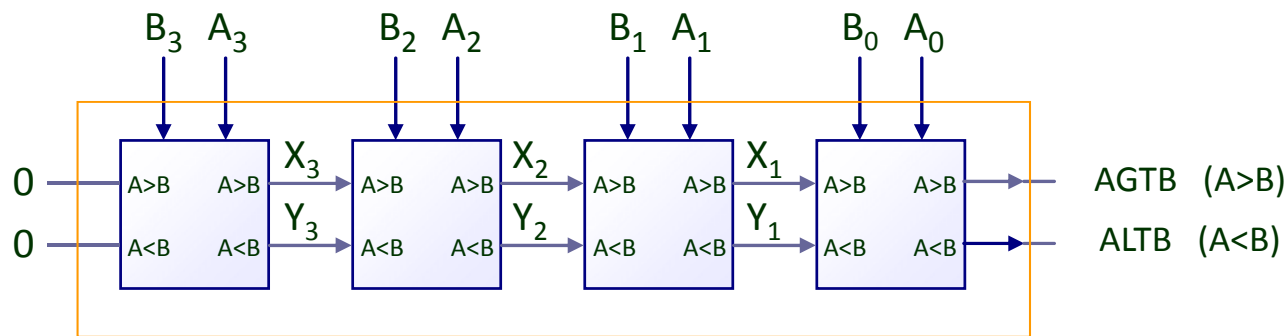 B₃ A₃ B₂ A₂ B₁ A₁ B₀ A₀
X₃ X₂ X₁
0 A>B A>B A>B A>B A>B A>B A>B A>B AGTB (A>B)
Y₃ Y₂ Y₁
0 A<B A<B A<B A<B A<B A<B A<B A<B ALTB (A<B)